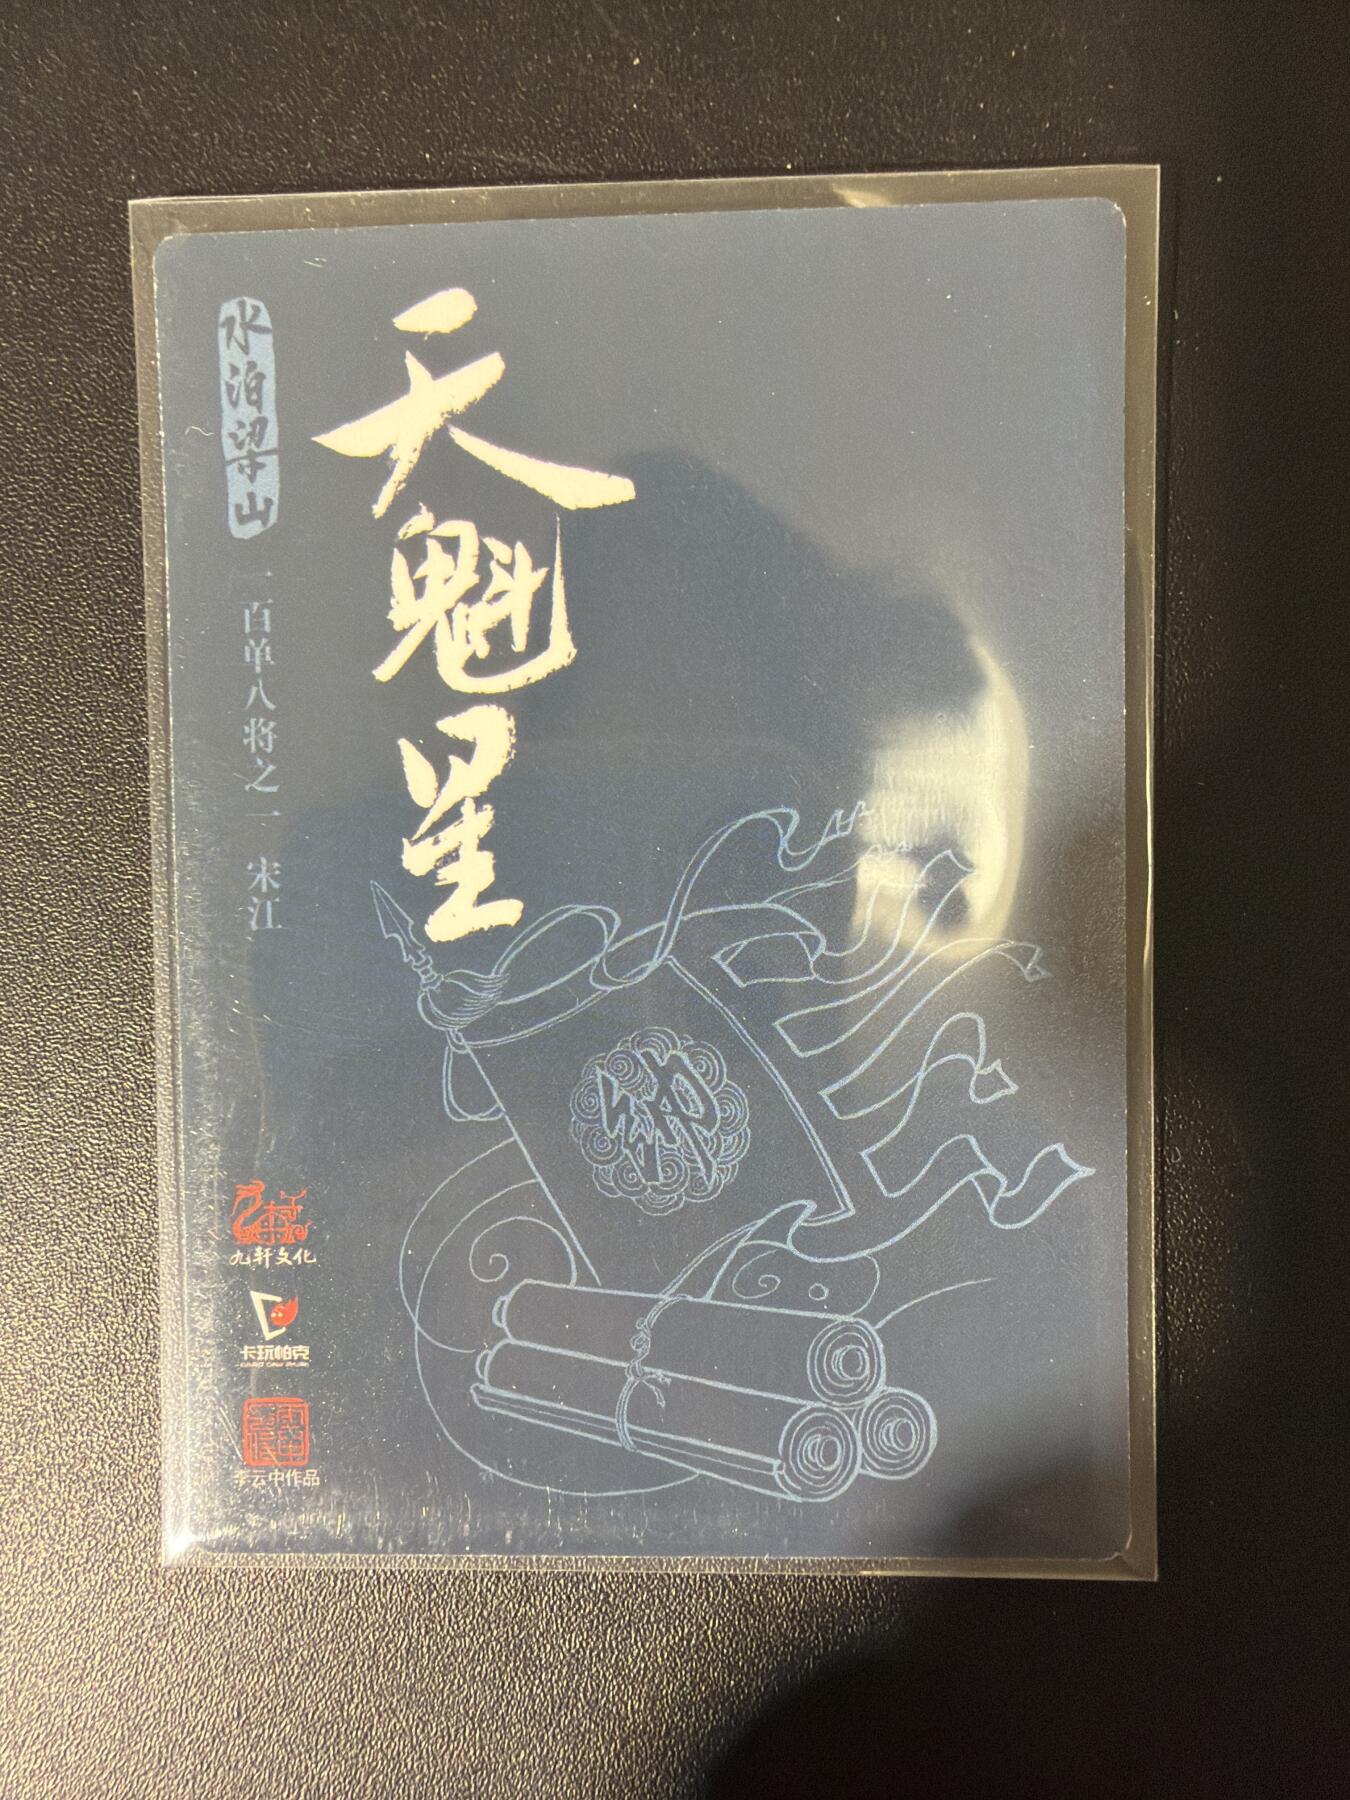 水泊梁山
一百单八将之一 宋江
天魁星
九轩文化
卡玩帕克
李云中作品